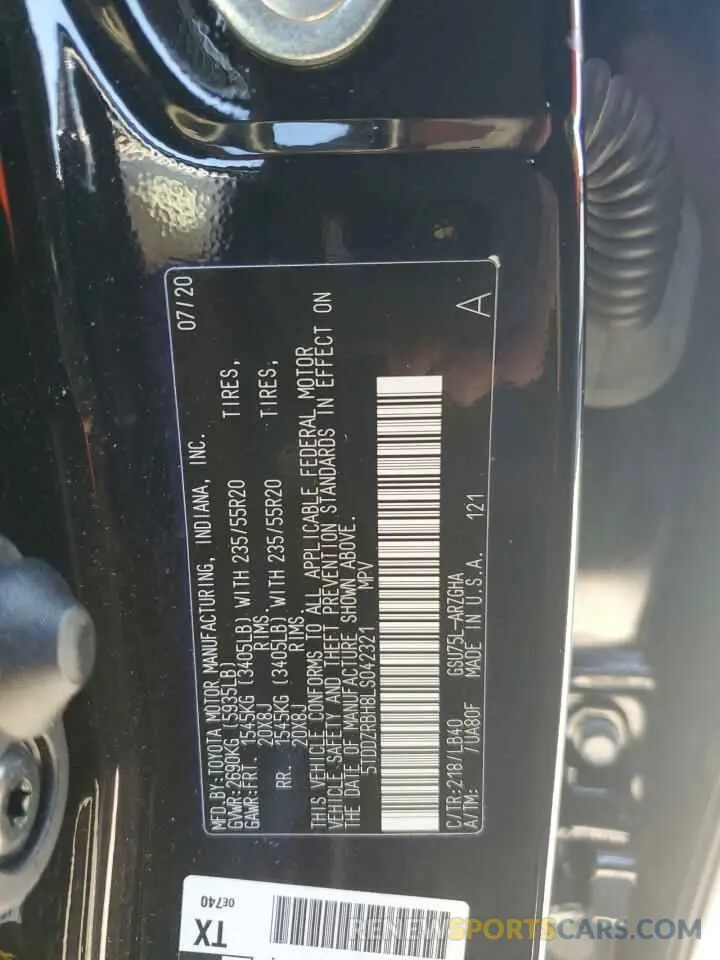 MFD.BY:TOYOTA MOTOR MANUFACTURING, INDIANA, INC. 07/20
GVWR:2690KG (5935LB)
GAWR:FRT. 1545KG (3405LB) WITH 235/55R20 TIRES,
20X8J RIMS
RR. 1545KG (3405LB) WITH 235/55R20 TIRES,
20X8J RIMS.
THIS VEHICLE CONFORMS TO ALL APPLICABLE FEDERAL MOTOR
VEHICLE SAFETY AND THEFT PREVENTION STANDARDS IN EFFECT ON
THE DATE OF MANUFACTURE SHOWN ABOVE.
5TDDZRBH8LS042321 MPV
C/TR:218/LB40 GSU75L-ARZGHA
A/TM: /UA80F MADE IN U.S.A. 121 A
TX 0E740
RENEWSPORTCARS.COM